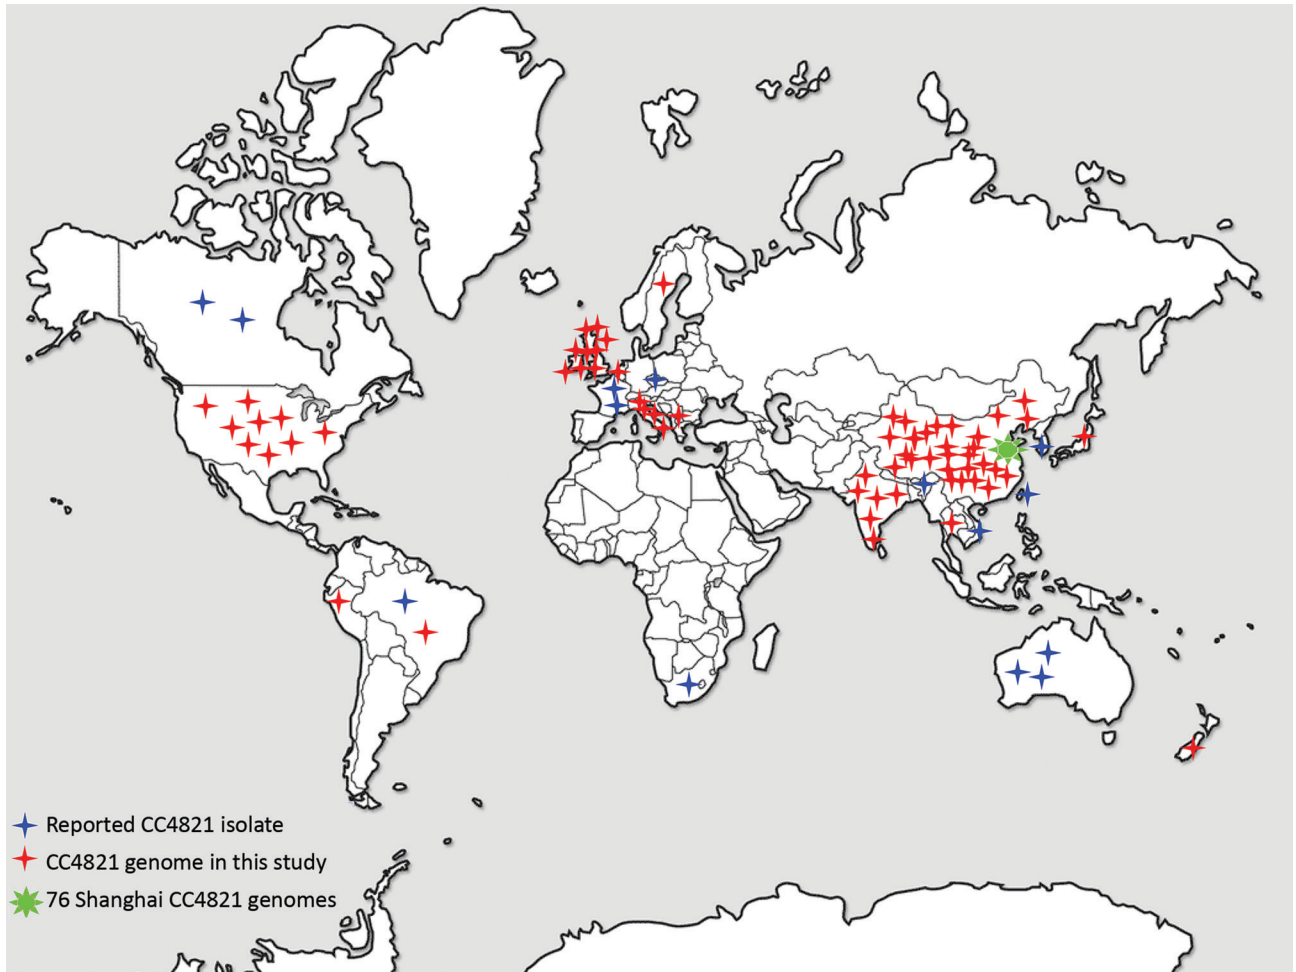 Reported CC4821 isolate
CC4821 genome in this study
76 Shanghai CC4821 genomes